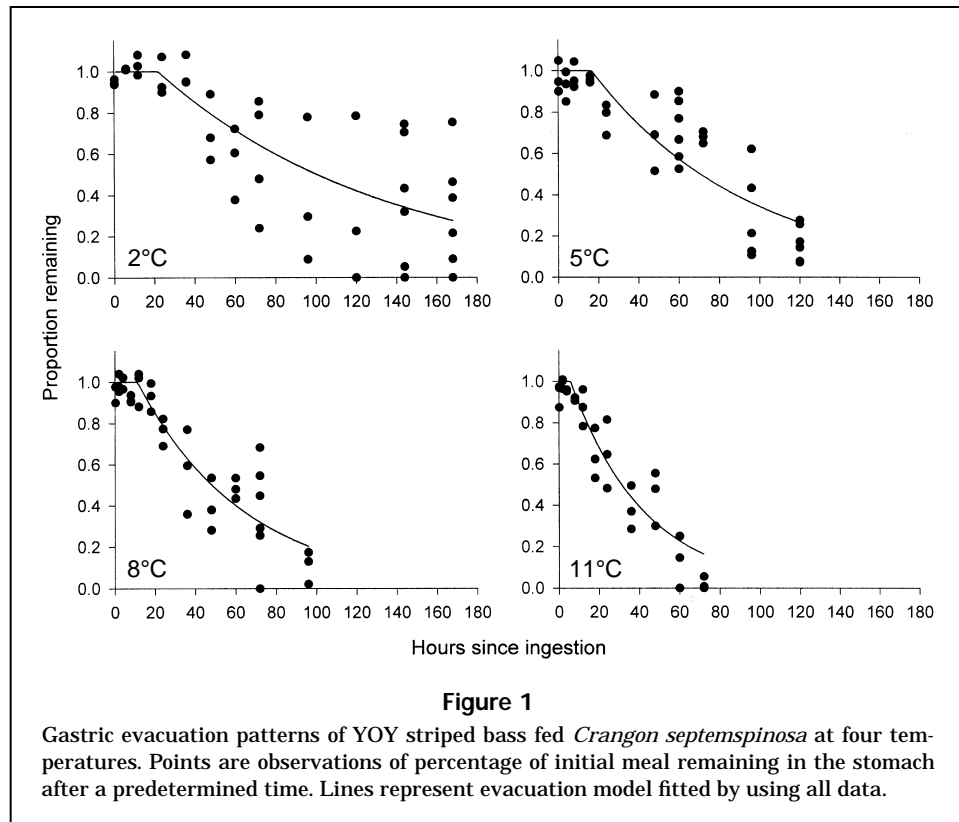 1.0
0.8
0.6
0.4
0.2
0.0
2°C
0 20 40 60 80 100 120 140 160 180
1.0
0.8
0.6
0.4
0.2
0.0
5°C
0 20 40 60 80 100 120 140 160 180
Proportion remaining
1.0
0.8
0.6
0.4
0.2
0.0
8°C
0 20 40 60 80 100 120 140 160 180
1.0
0.8
0.6
0.4
0.2
0.0
11°C
0 20 40 60 80 100 120 140 160 180
Hours since ingestion
Figure 1
Gastric evacuation patterns of YOY striped bass fed Crangon septemspinosa at four tem-
peratures. Points are observations of percentage of initial meal remaining in the stomach
after a predetermined time. Lines represent evacuation model fitted by using all data.